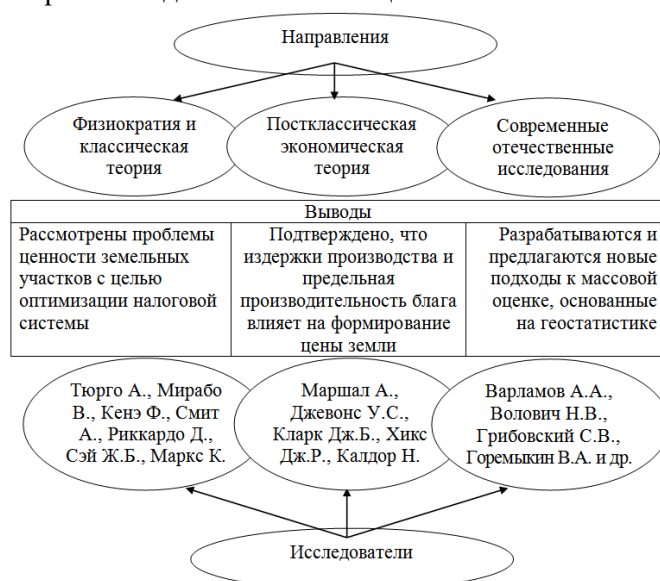 Направления
Физиократия и
классическая
теория
Постклассическая
экономическая
теория
Современные
отечественные
исследования
Выводы
Рассмотрены проблемы
ценности земельных
участков с целью
оптимизации налоговой
системы
Подтверждено, что
издержки производства и
предельная
производительность блага
влияет на формирование
цены земли
Разрабатываются и
предлагаются новые
подходы к массовой
оценке, основанные
на геостатистике
Тюрго А., Мирабо
В., Кенэ Ф., Смит
А., Риккардо Д.,
Сэй Ж.Б., Маркс К.
Маршал А.,
Джевонс У.С.,
Кларк Дж.Б., Хикс
Дж.Р., Калдор Н.
Варламов А.А.,
Волович Н.В.,
Грибовский С.В.,
Горемыкин В.А. и др.
Исследователи